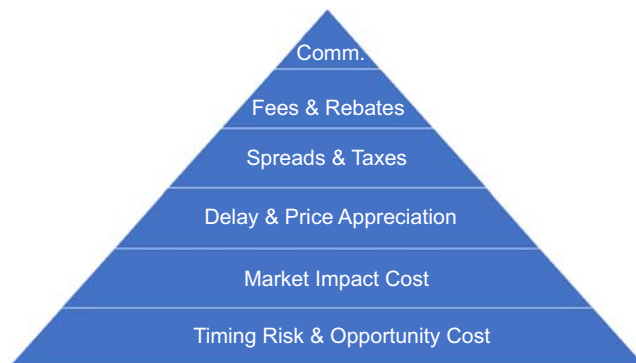 Comm.
Fees & Rebates
Spreads & Taxes
Delay & Price Appreciation
Market Impact Cost
Timing Risk & Opportunity Cost